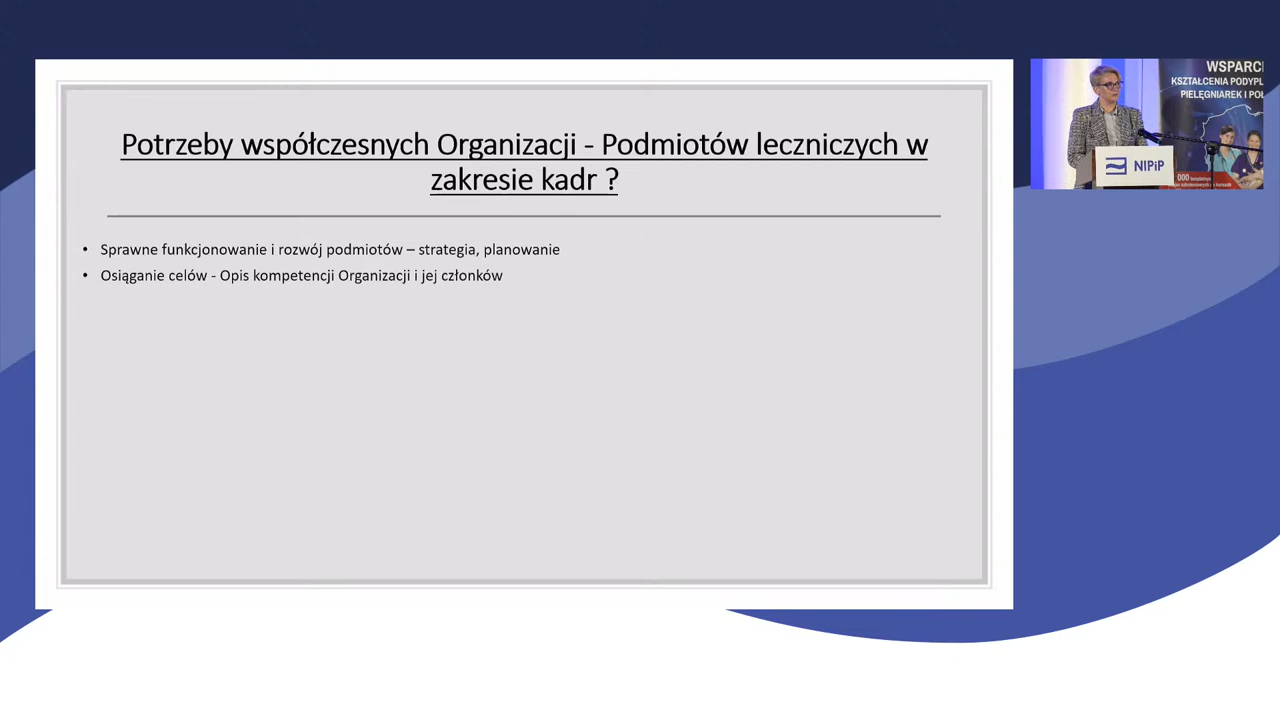 Potrzeby współczesnych Organizacji - Podmiotów leczniczych w
zakresie kadr ?
• Sprawne funkcjonowanie i rozwój podmiotów – strategia, planowanie
• Osiąganie celów - Opis kompetencji Organizacji i jej członków
WSPARCI
KSZTAŁCENIA PODYPL
PIELĘGNIAREK I POŁ
NIPiP
000